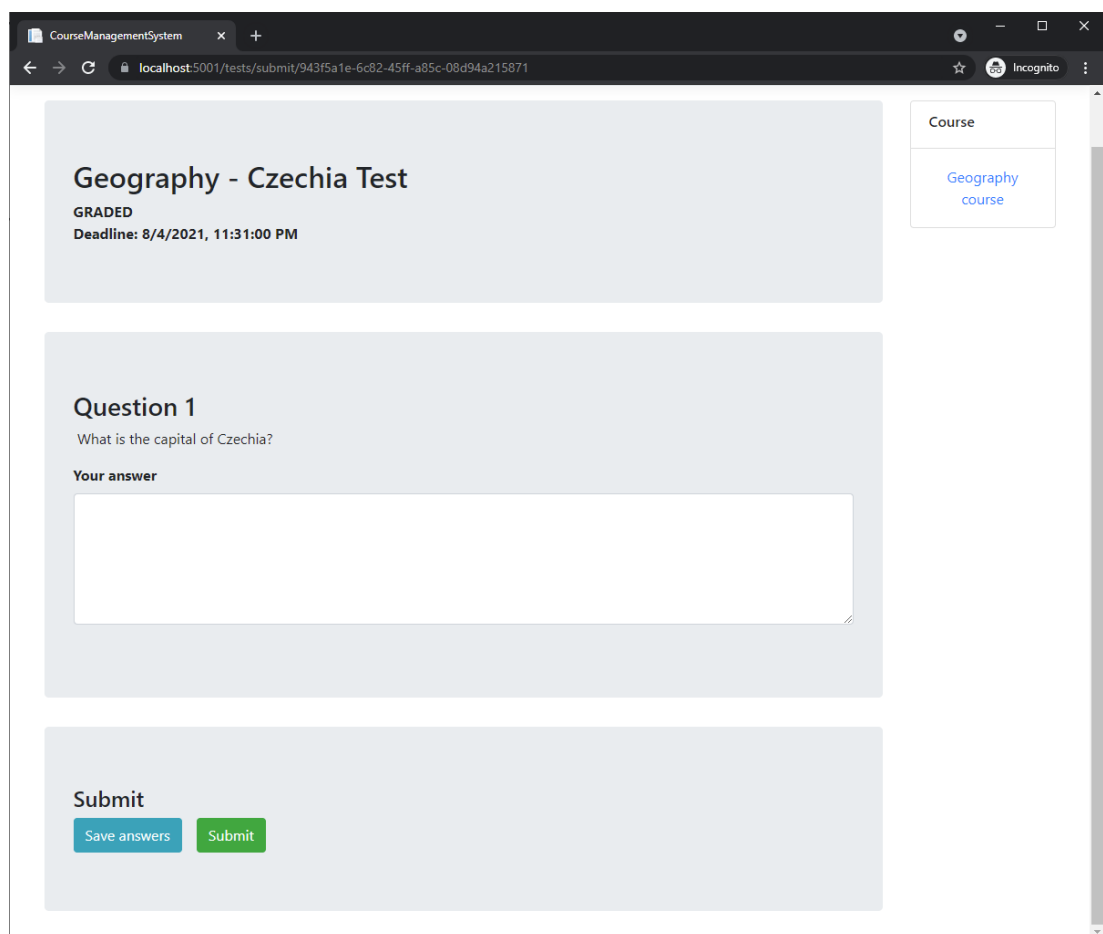 CourseManagementSystem
localhost:5001/tests/submit/943f5a1e-6c82-45ff-a85c-08d94a215871
Incognito
Geography - Czechia Test
GRADED
Deadline: 8/4/2021, 11:31:00 PM
Course
Geography
course
Question 1
What is the capital of Czechia?
Your answer
Submit
Save answers Submit